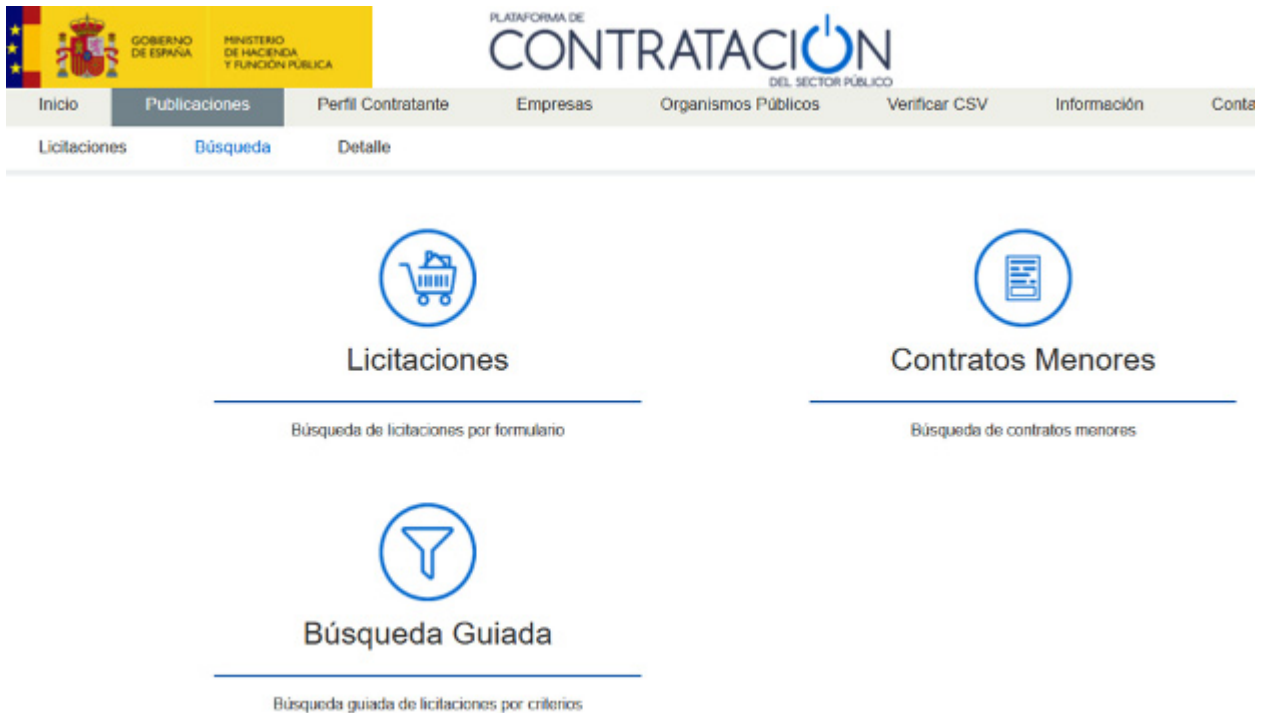 GOBIERNO DE ESPAÑA
MINISTERIO DE HACIENDA Y FUNCIÓN PÚBLICA
PLATAFORMA DE
CONTRATACIÓN
DEL SECTOR PÚBLICO
Inicio Publicaciones Perfil Contratante Empresas Organismos Públicos Verificar CSV Información Conta
Licitaciones Búsqueda Detalle
Licitaciones Contratos Menores
Búsqueda de licitaciones por formulario Búsqueda de contratos menores
Búsqueda Guiada
Búsqueda guiada de licitaciones por criterios